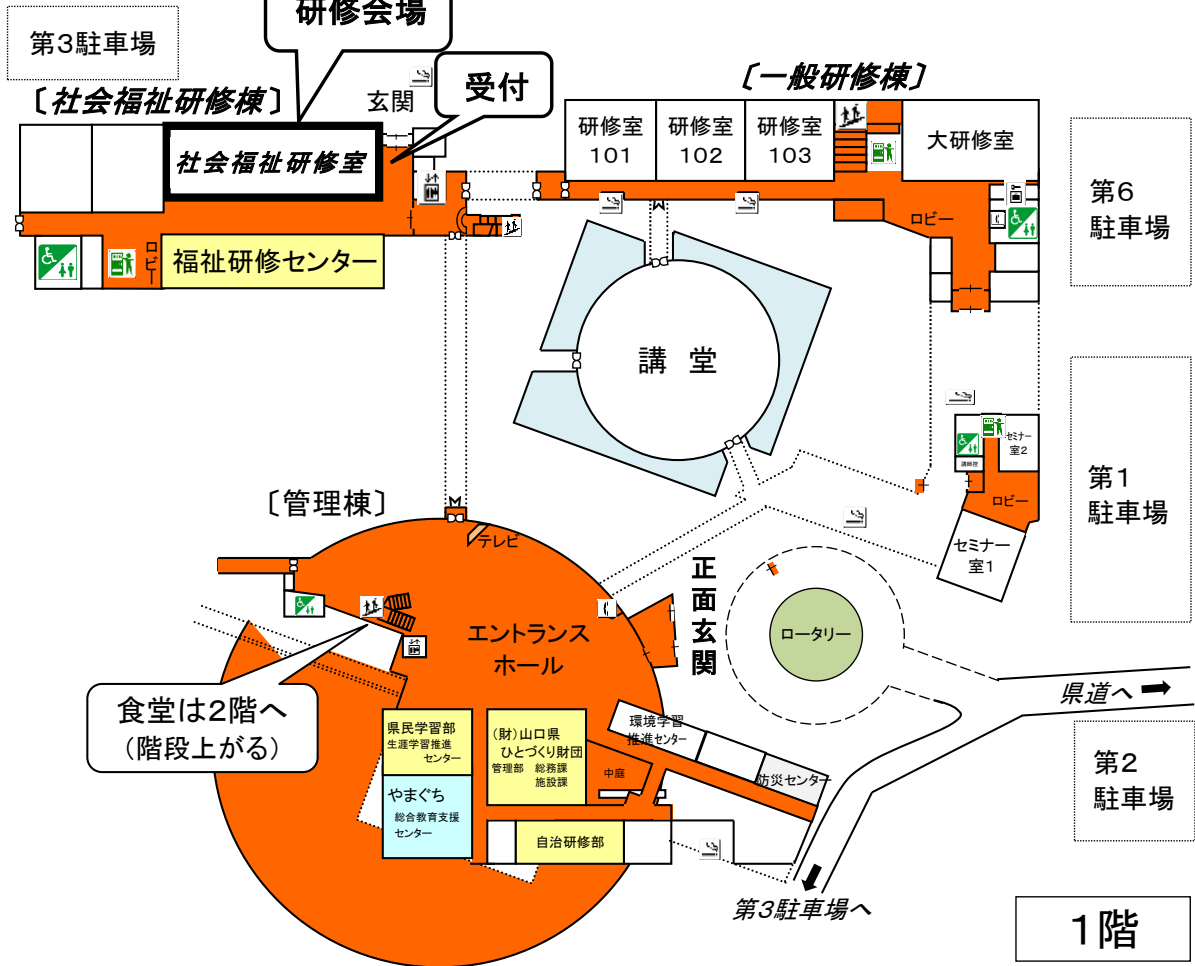 研修会場
第3駐車場
受付
〔社会福祉研修棟〕
玄関
〔一般研修棟〕
社会福祉研修室
研修室
101
研修室
102
研修室
103
大研修室
第6
駐車場
ロビー
ロビー
福祉研修センター
講 堂
セミナー
室2
講師控
ロビー
セミナー
室1
第1
駐車場
〔管理棟〕
テレビ
正面玄関
エントランス
ホール
ロータリー
県道へ
食堂は2階へ
(階段上がる)
県民学習部
生涯学習推進
センター
(財)山口県
ひとづくり財団
管理部 総務課
施設課
環境学習
推進センター
中庭
防災センター
第2
駐車場
やまぐち
総合教育支援
センター
自治研修部
第3駐車場へ
1階